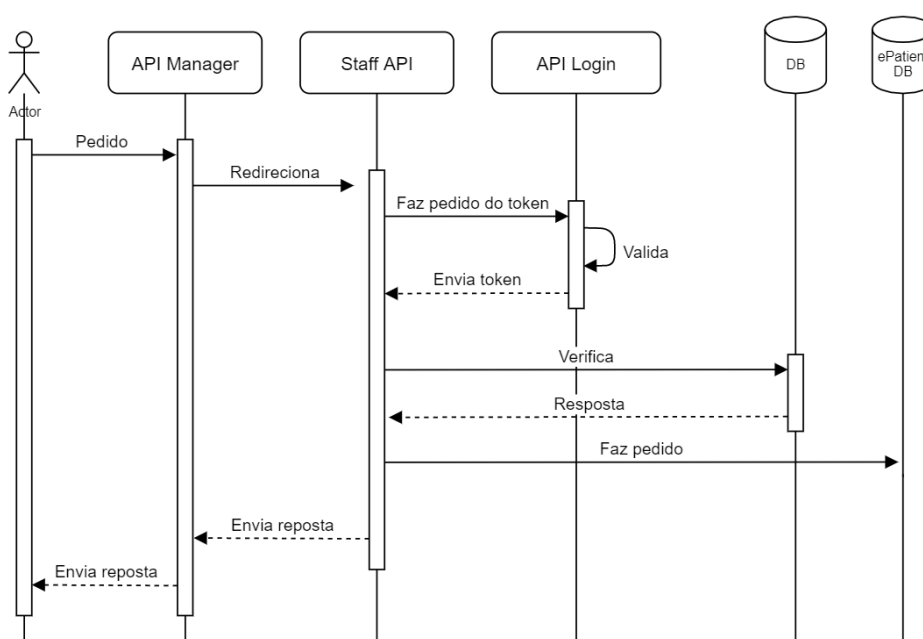 API Manager
Staff API
API Login
DB
ePatien
DB
Actor
Pedido
Redireciona
Faz pedido do token
Valida
Envia token
Verifica
Resposta
Faz pedido
Envia reposta
Envia reposta